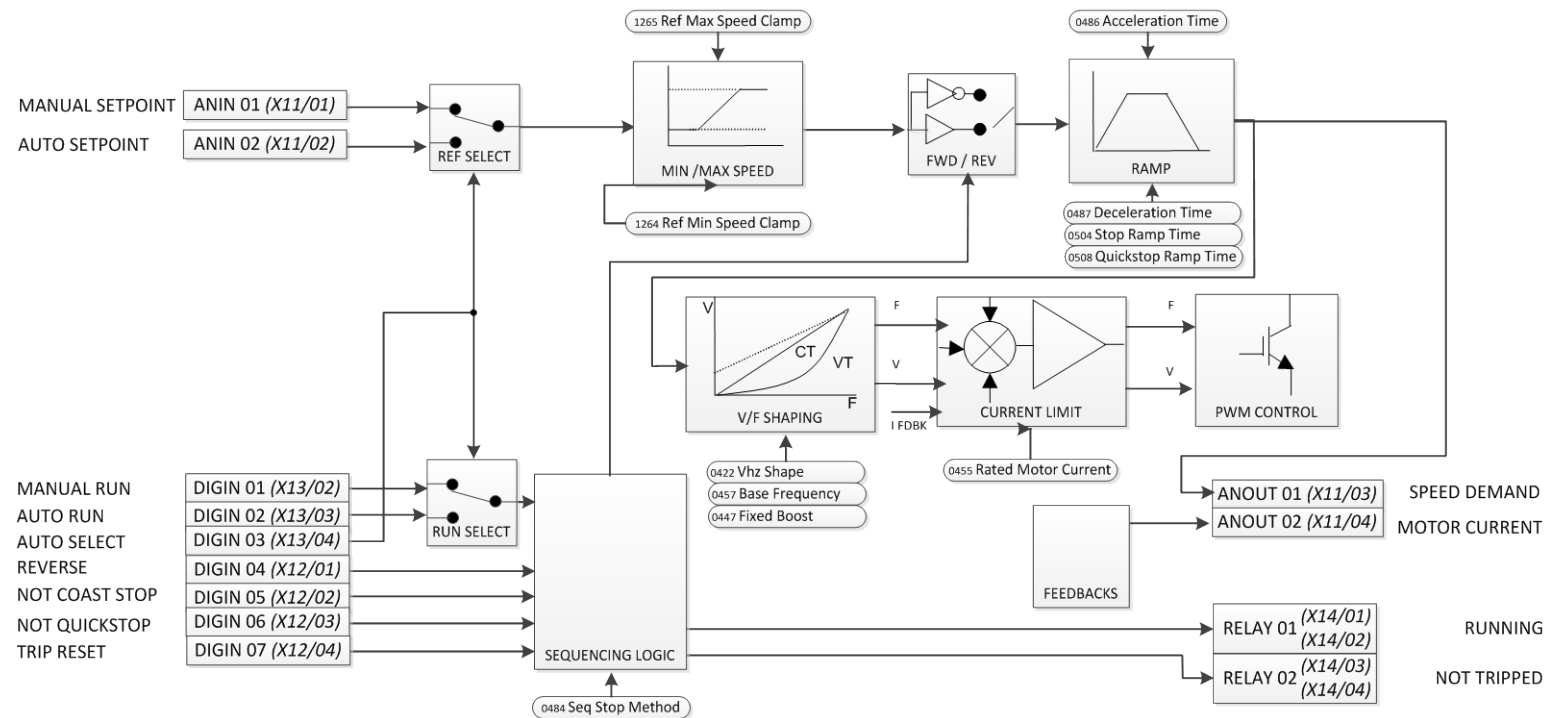 1265 Ref Max Speed Clamp
0486 Acceleration Time
MANUAL SETPOINT
ANIN 01 (X11/01)
AUTO SETPOINT
ANIN 02 (X11/02)
REF SELECT
MIN /MAX SPEED
FWD / REV
RAMP
1264 Ref Min Speed Clamp
0487 Deceleration Time
0504 Stop Ramp Time
0508 Quickstop Ramp Time
V
CT
VT
F
V/F SHAPING
F
V
I FDBK
CURRENT LIMIT
F
V
PWM CONTROL
0422 Vhz Shape
0457 Base Frequency
0447 Fixed Boost
0455 Rated Motor Current
MANUAL RUN
DIGIN 01 (X13/02)
AUTO RUN
DIGIN 02 (X13/03)
AUTO SELECT
DIGIN 03 (X13/04)
REVERSE
DIGIN 04 (X12/01)
NOT COAST STOP
DIGIN 05 (X12/02)
NOT QUICKSTOP
DIGIN 06 (X12/03)
TRIP RESET
DIGIN 07 (X12/04)
RUN SELECT
SEQUENCING LOGIC
0484 Seq Stop Method
FEEDBACKS
ANOUT 01 (X11/03)
SPEED DEMAND
ANOUT 02 (X11/04)
MOTOR CURRENT
RELAY 01 (X14/01)
(X14/02)
RUNNING
RELAY 02 (X14/03)
(X14/04)
NOT TRIPPED